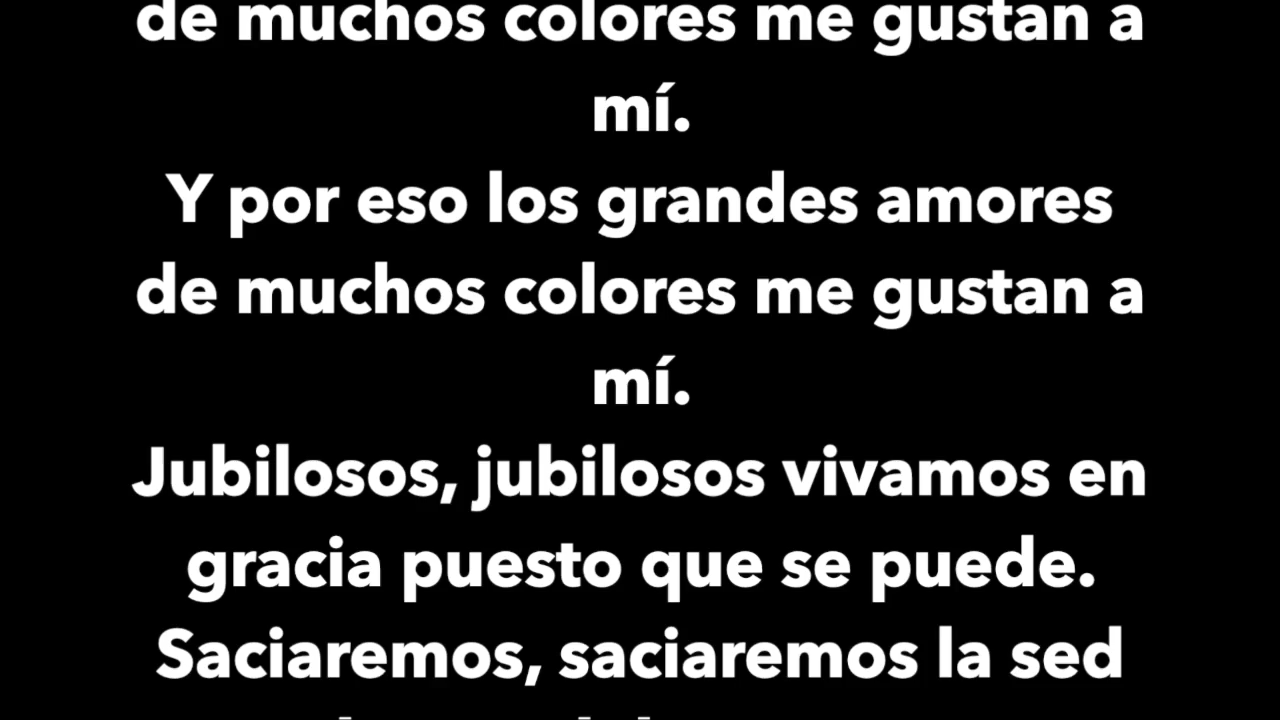 de muchos colores me gustan a
mí.
Y por eso los grandes amores
de muchos colores me gustan a
mí.
Jubilosos, jubilosos vivamos en
gracia puesto que se puede.
Saciaremos, saciaremos la sed